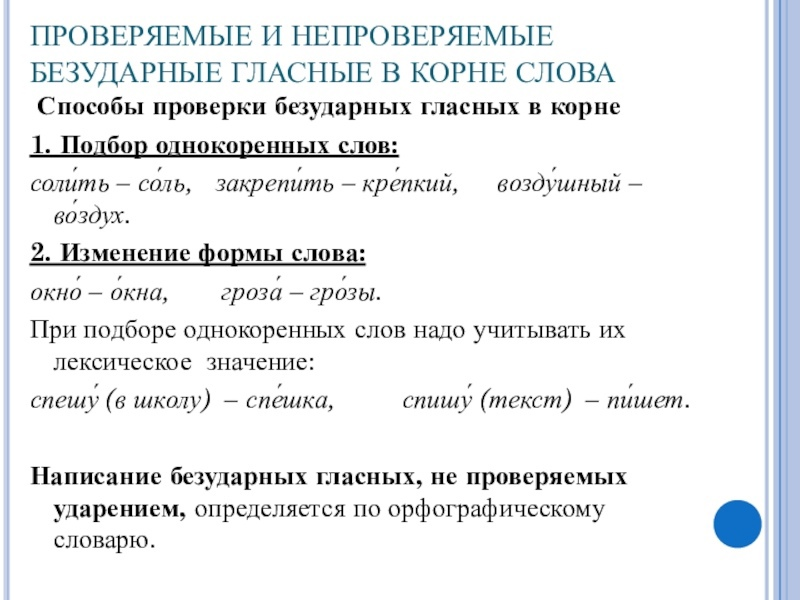 ПРОВЕРЯЕМЫЕ И НЕПРОВЕРЯЕМЫЕ
БЕЗУДАРНЫЕ ГЛАСНЫЕ В КОРНЕ СЛОВА
Способы проверки безударных гласных в корне
1. Подбор однокоренных слов:
соли́ть – со́ль, закрепи́ть – кре́пкий, возду́шный –
во́здух.
2. Изменение формы слова:
окно́ – о́кна, гроза́ – гро́зы.
При подборе однокоренных слов надо учитывать их
лексическое значение:
спешу́ (в школу) – спе́шка, спишу́ (текст) – пи́шет.
Написание безударных гласных, не проверяемых
ударением, определяется по орфографическому
словарю.